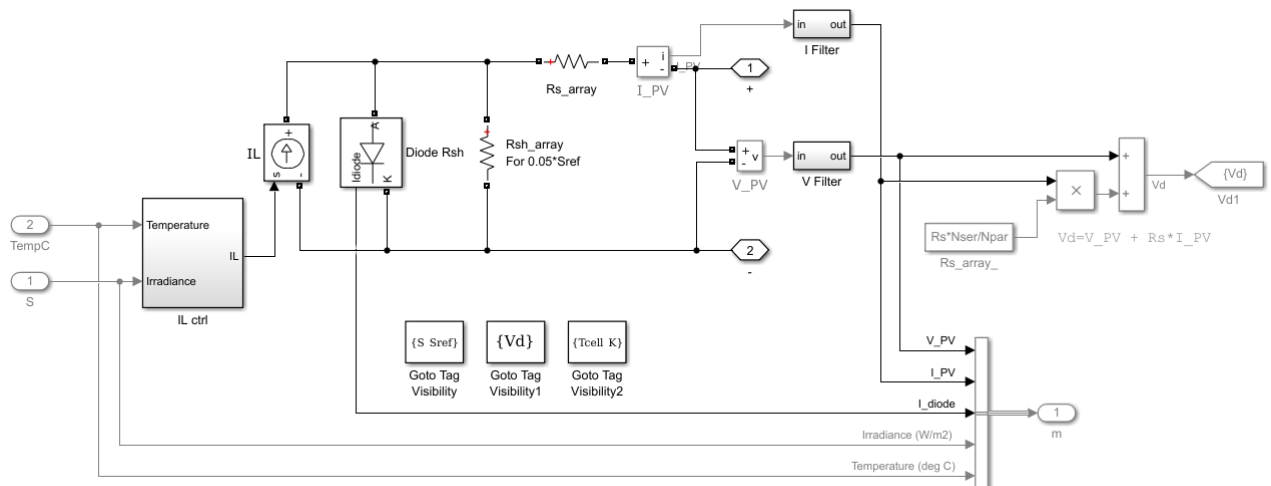 in
out
I Filter
i
+
-
I_PV
I_PV
Rs_array
1
+
+
IL
s
-
A
Idiode
K
Diode Rsh
Rsh_array
For 0.05*Sref
+
-
v
V_PV
in
out
V Filter
+
+
Vd
{Vd}
Vd1
×
Rs*Nser/Npar
Rs_array_
Vd=V_PV + Rs*I_PV
2
TempC
1
S
Temperature
Irradiance
IL
IL ctrl
2
-
{S Sref}
Goto Tag
Visibility
{Vd}
Goto Tag
Visibility1
{Tcell K}
Goto Tag
Visibility2
V_PV
I_PV
I_diode
Irradiance (W/m2)
Temperature (deg C)
1
m